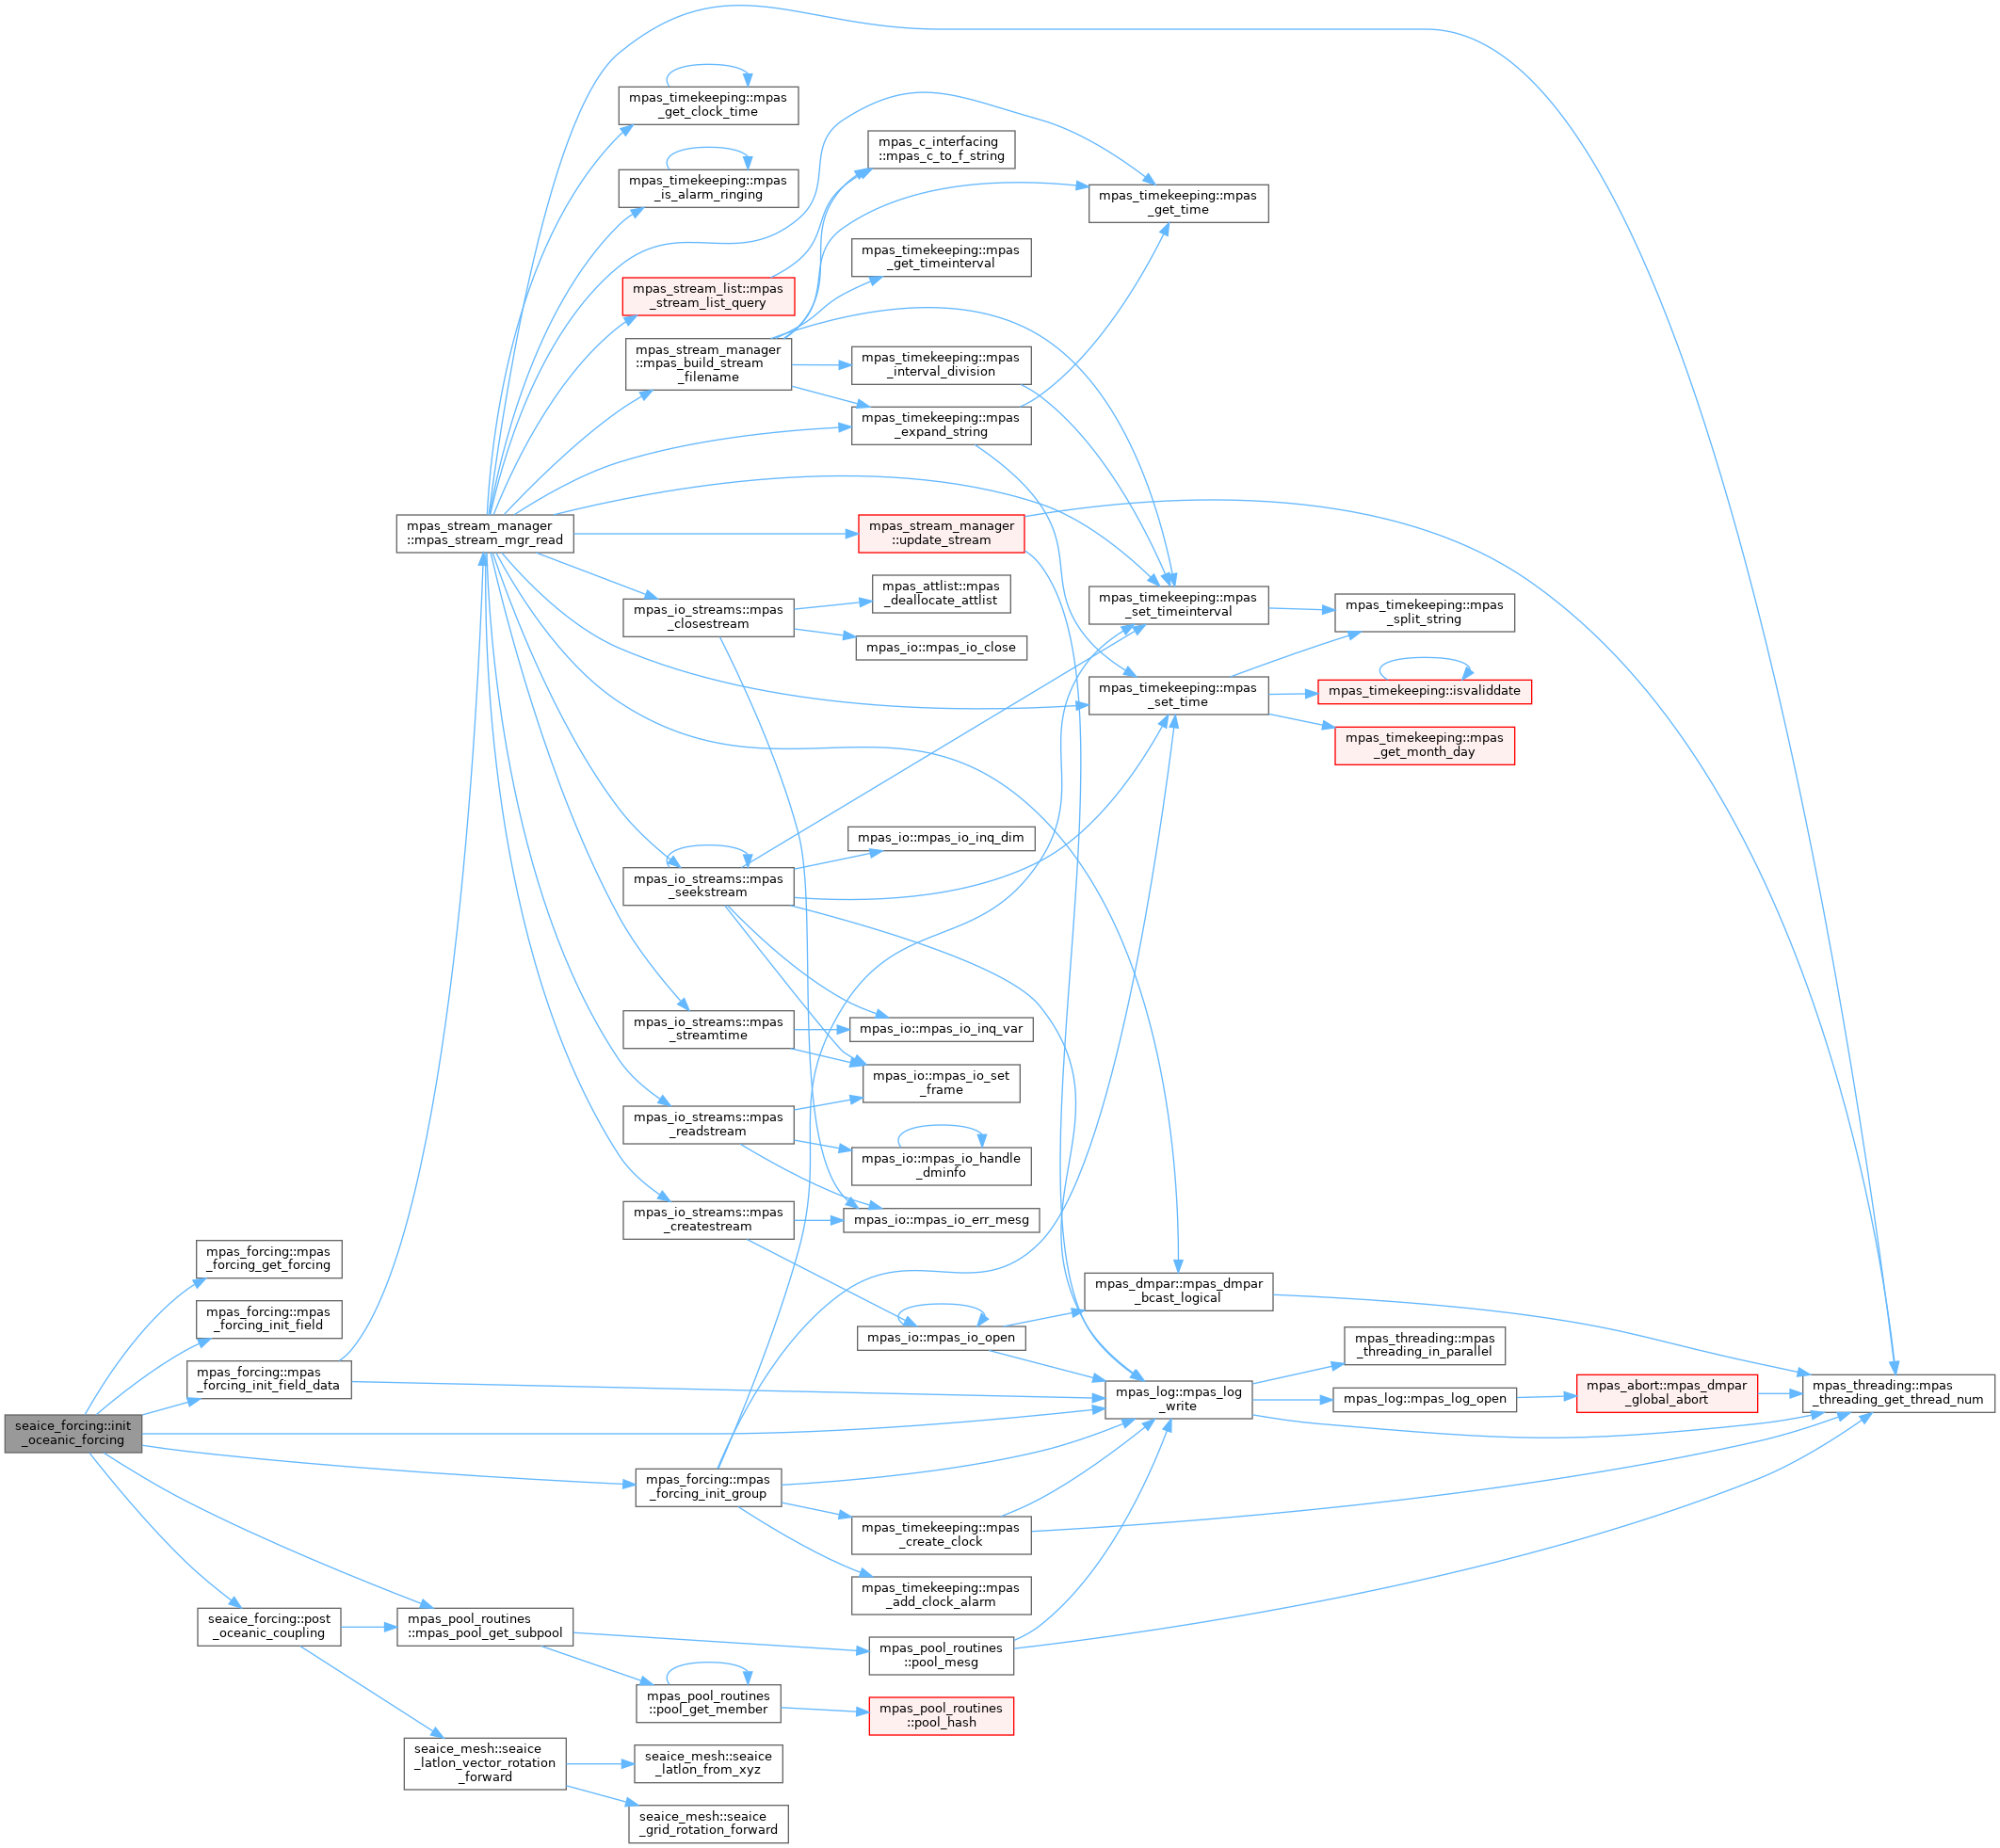 mpas_timekeeping::mpas
_get_clock_time
mpas_c_interfacing
::mpas_c_to_f_string
mpas_timekeeping::mpas
_is_alarm_ringing
mpas_timekeeping::mpas
_get_time
mpas_timekeeping::mpas
_get_timeinterval
mpas_stream_list::mpas
_stream_list_query
mpas_stream_manager
::mpas_build_stream
_filename
mpas_timekeeping::mpas
_interval_division
mpas_timekeeping::mpas
_expand_string
mpas_stream_manager
::mpas_stream_mgr_read
mpas_stream_manager
::update_stream
mpas_attlist::mpas
_deallocate_attlist
mpas_io_streams::mpas
_closestream
mpas_timekeeping::mpas
_set_timeinterval
mpas_timekeeping::mpas
_split_string
mpas_io::mpas_io_close
mpas_timekeeping::mpas
_set_time
mpas_timekeeping::isvaliddate
mpas_timekeeping::mpas
_get_month_day
mpas_io::mpas_io_inq_dim
mpas_io_streams::mpas
_seekstream
mpas_io_streams::mpas
_streamtime
mpas_io::mpas_io_inq_var
mpas_io::mpas_io_set
_frame
mpas_io_streams::mpas
_readstream
mpas_io::mpas_io_handle
_dminfo
mpas_io_streams::mpas
_createstream
mpas_io::mpas_io_err_mesg
mpas_forcing::mpas
_forcing_get_forcing
mpas_dmpar::mpas_dmpar
_bcast_logical
mpas_forcing::mpas
_forcing_init_field
mpas_io::mpas_io_open
mpas_threading::mpas
_threading_in_parallel
mpas_forcing::mpas
_forcing_init_field_data
mpas_log::mpas_log
_write
mpas_log::mpas_log_open
mpas_abort::mpas_dmpar
_global_abort
mpas_threading::mpas
_threading_get_thread_num
seaice_forcing::init
_oceanic_forcing
mpas_forcing::mpas
_forcing_init_group
mpas_timekeeping::mpas
_create_clock
mpas_timekeeping::mpas
_add_clock_alarm
seaice_forcing::post
_oceanic_coupling
mpas_pool_routines
::mpas_pool_get_subpool
mpas_pool_routines
::pool_mesg
mpas_pool_routines
::pool_get_member
mpas_pool_routines
::pool_hash
seaice_mesh::seaice
_latlon_vector_rotation
_forward
seaice_mesh::seaice
_latlon_from_xyz
seaice_mesh::seaice
_grid_rotation_forward